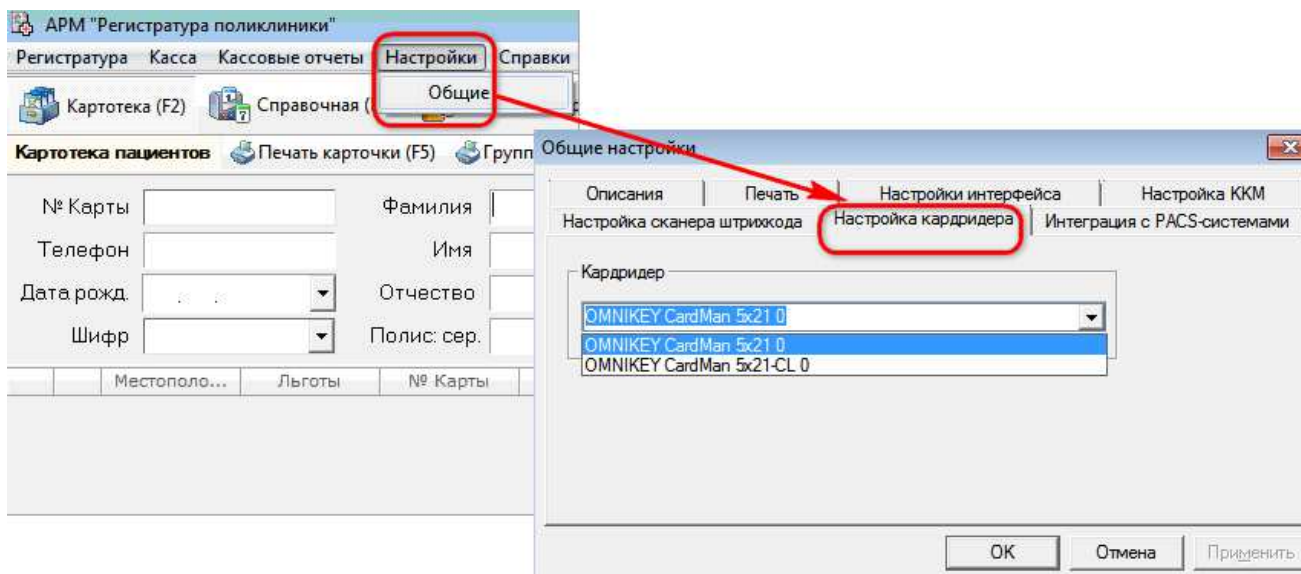 АРМ "Регистратура поликлиники"
Регистратура Касса Кассовые отчеты Настройки Справки
Общие
Картотека (F2) Справочная (
Картотека пациентов Печать карточки (F5) Групп
№ Карты Фамилия
Телефон Имя
Дата рожд. . . Отчество
Шифр Полис: сер.
Местополо... Льготы № Карты
Общие настройки
Описания Печать Настройки интерфейса Настройка ККМ
Настройка сканера штрихкода Настройка кардридера Интеграция с PACS-системами
Кардридер
OMNIKEY CardMan 5x21 0
OMNIKEY CardMan 5x21 0
OMNIKEY CardMan 5x21-CL 0
OK Отмена Применить